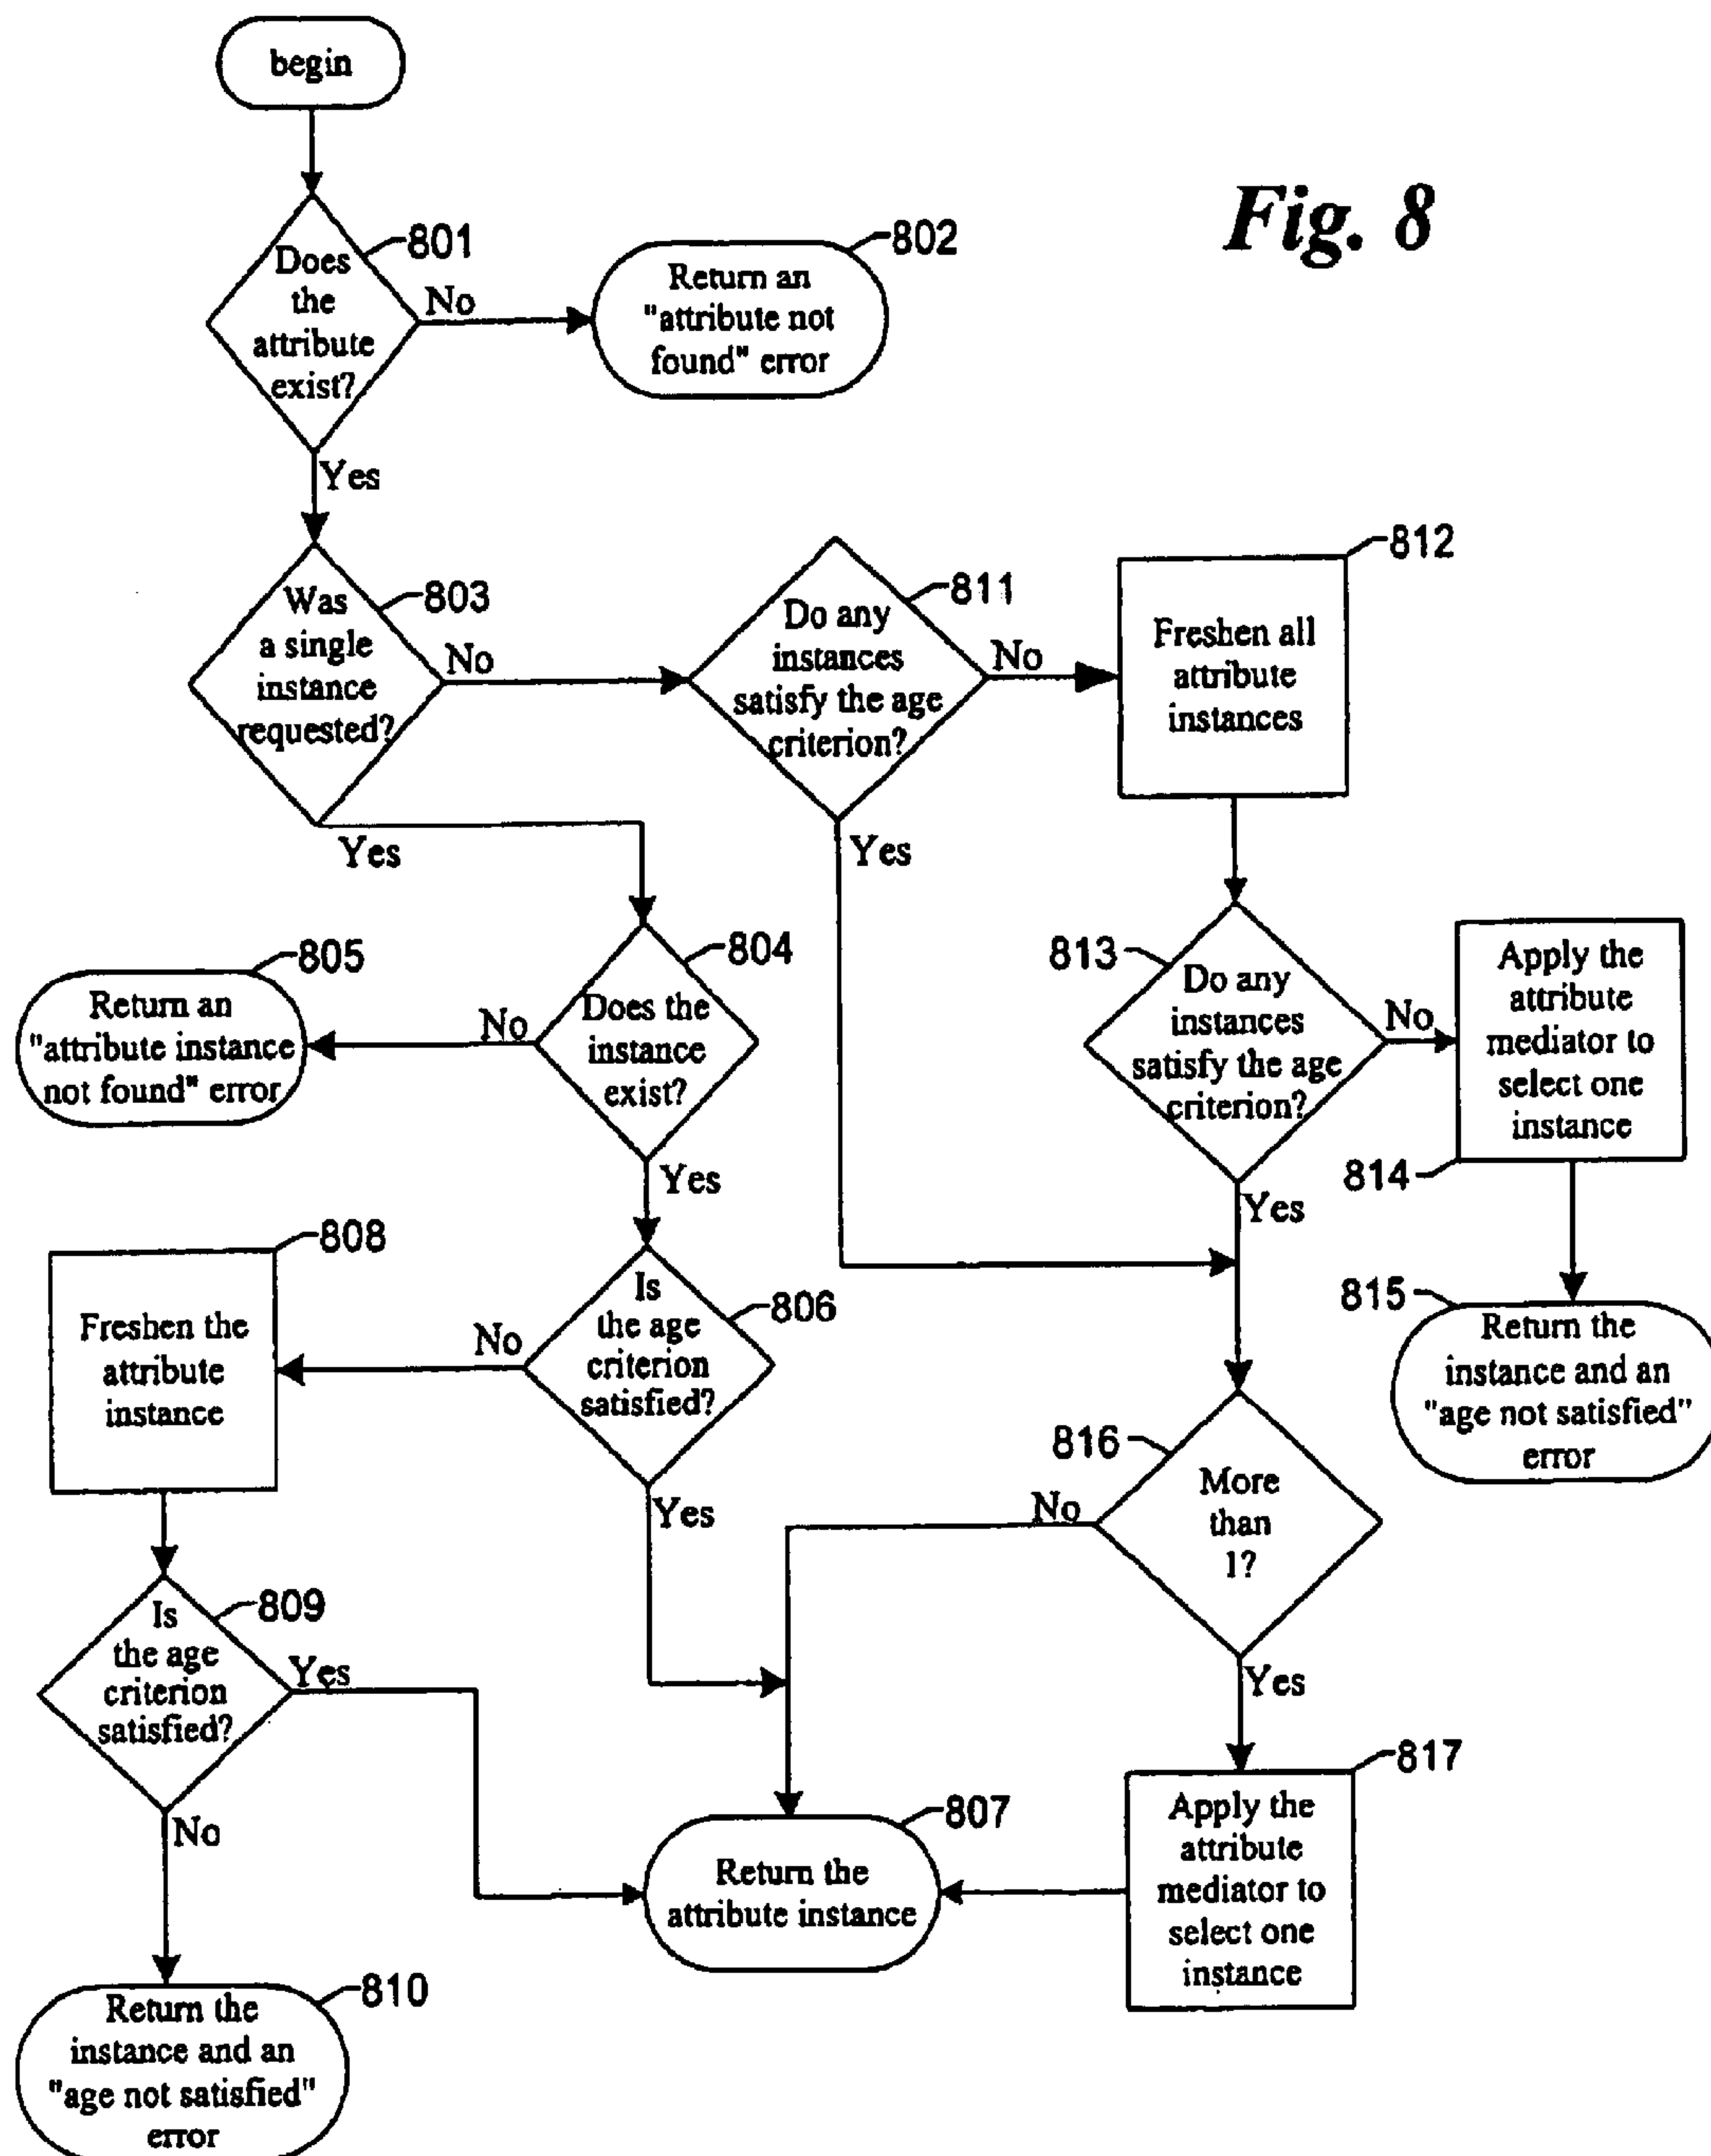 begin
Fig. 8
801
Does
the
attribute
exist?
No
802
Return an
"attribute not
found" error
Yes
803
Was
a single
instance
requested?
No
811
Do any
instances
satisfy the age
criterion?
No
812
Freshen all
attribute
instances
Yes
Yes
804
Does the
instance
exist?
No
805
Return an
"attribute instance
not found" error
Yes
813
Do any
instances
satisfy the age
criterion?
No
Apply the
attribute
mediator to
select one
instance
814
Yes
815
Return the
instance and an
"age not satisfied"
error
806
Is
the age
criterion
satisfied?
No
808
Freshen the
attribute
instance
Yes
816
More
than
1?
No
Yes
809
Is
the age
criterion
satisfied?
Yes
No
817
Apply the
attribute
mediator to
select one
instance
807
Return the
attribute instance
810
Return the
instance and an
"age not satisfied"
error